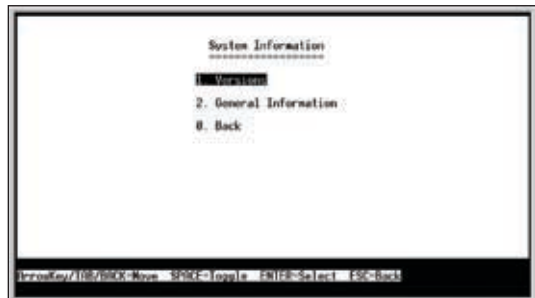 System Information
==================
1. Versions
2. General Information
0. Back
ArrowKey/TAB/BACK-Move SPACE-Toggle ENTER-Select ESC-Back